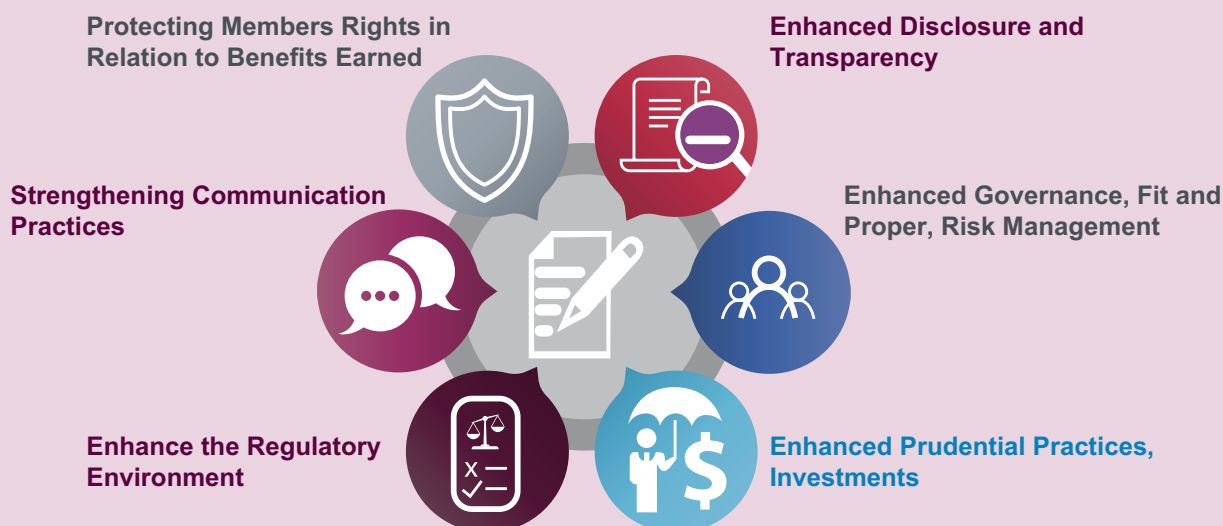 Protecting Members Rights in
Relation to Benefits Earned
Enhanced Disclosure and
Transparency
Strengthening Communication
Practices
Enhanced Governance, Fit and
Proper, Risk Management
Enhance the Regulatory
Environment
Enhanced Prudential Practices,
Investments